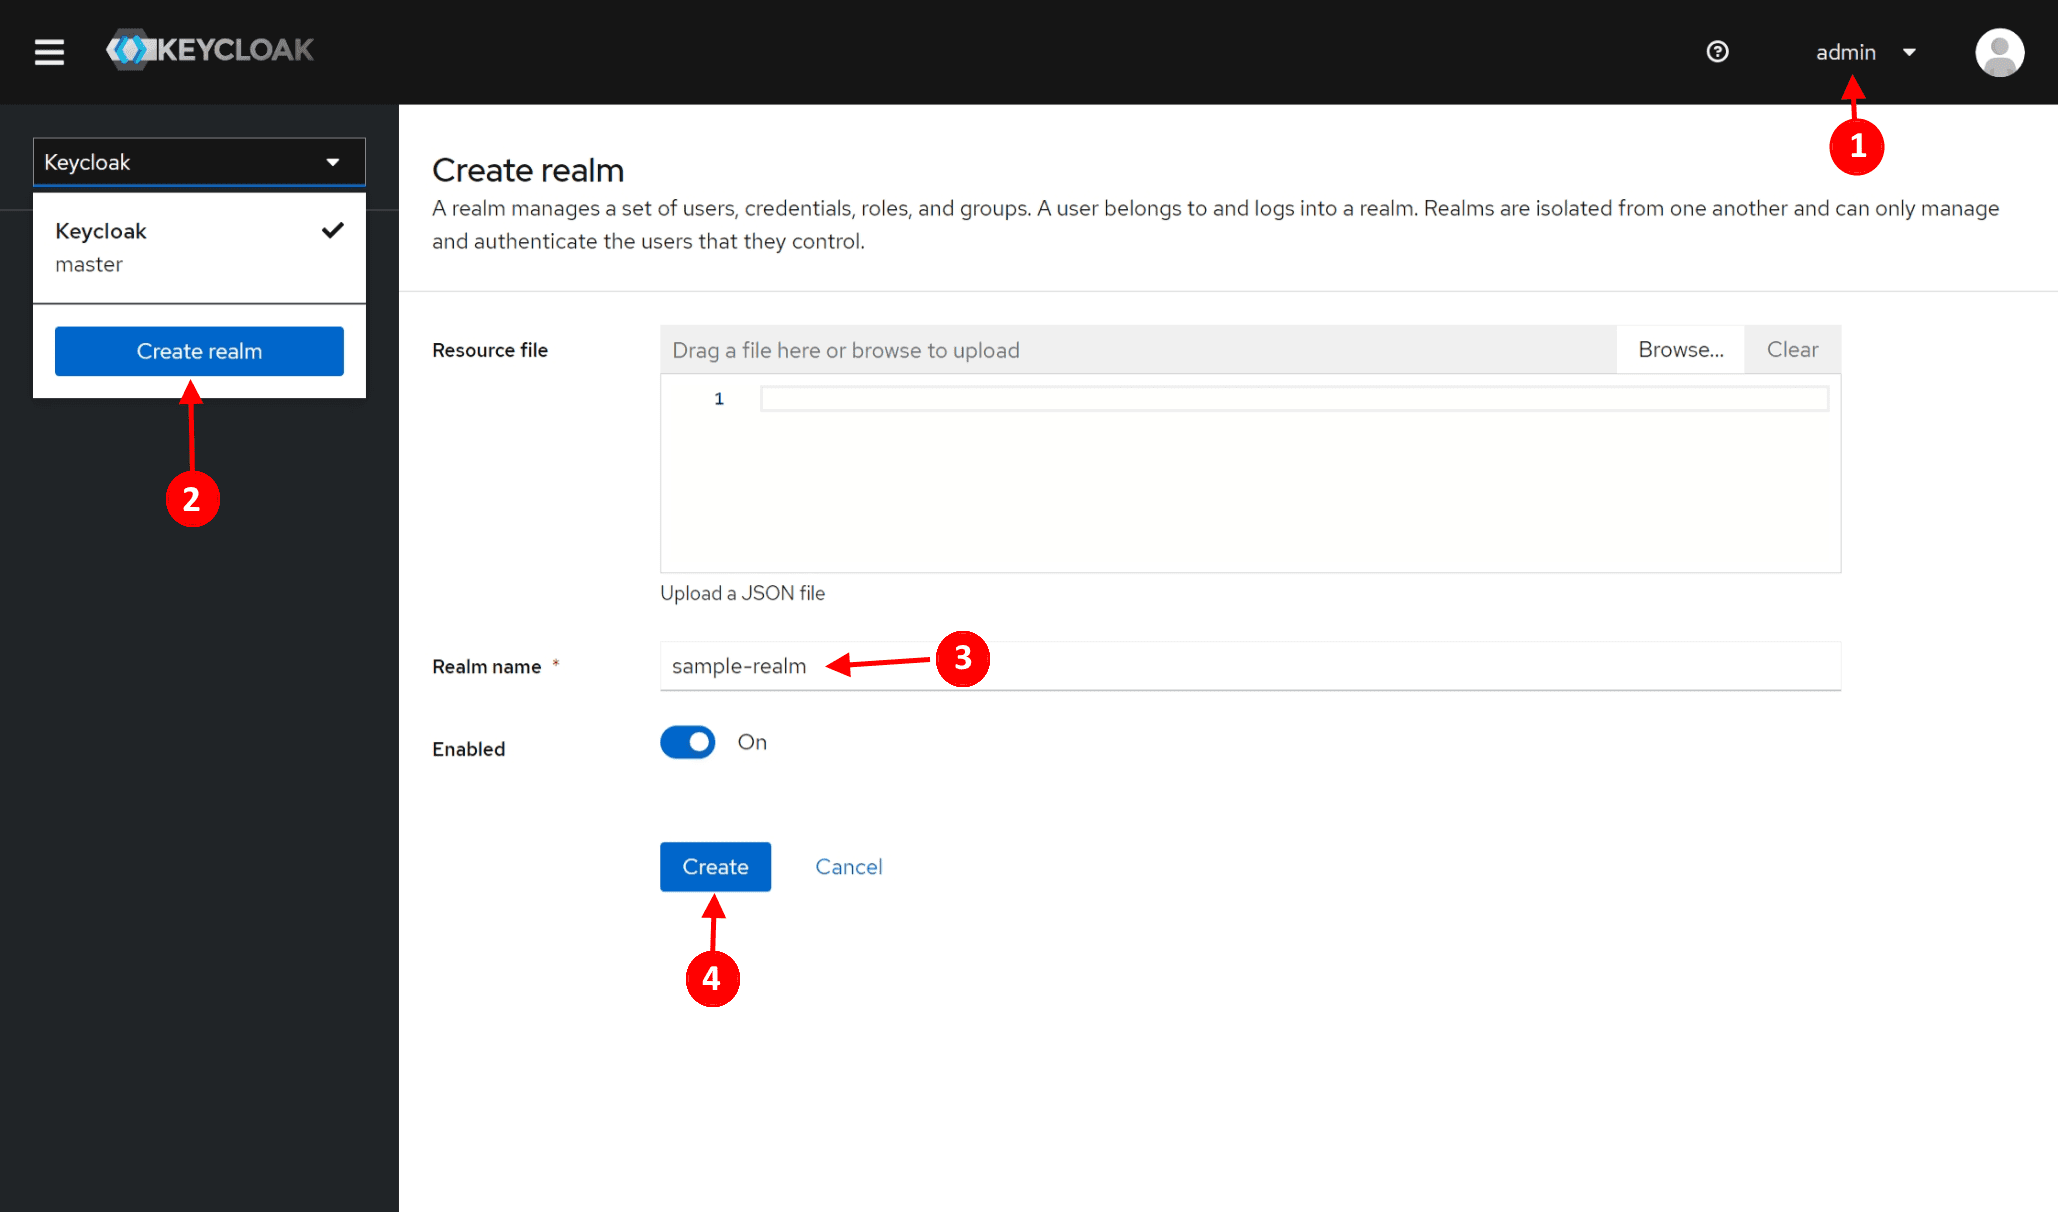 KEYCLOAK
admin
1
Keycloak
Keycloak
master
Create realm
2
Create realm
A realm manages a set of users, credentials, roles, and groups. A user belongs to and logs into a realm. Realms are isolated from one another and can only manage
and authenticate the users that they control.
Resource file
Drag a file here or browse to upload
Browse...
Clear
1
Upload a JSON file
Realm name *
sample-realm
3
Enabled
On
Create
Cancel
4